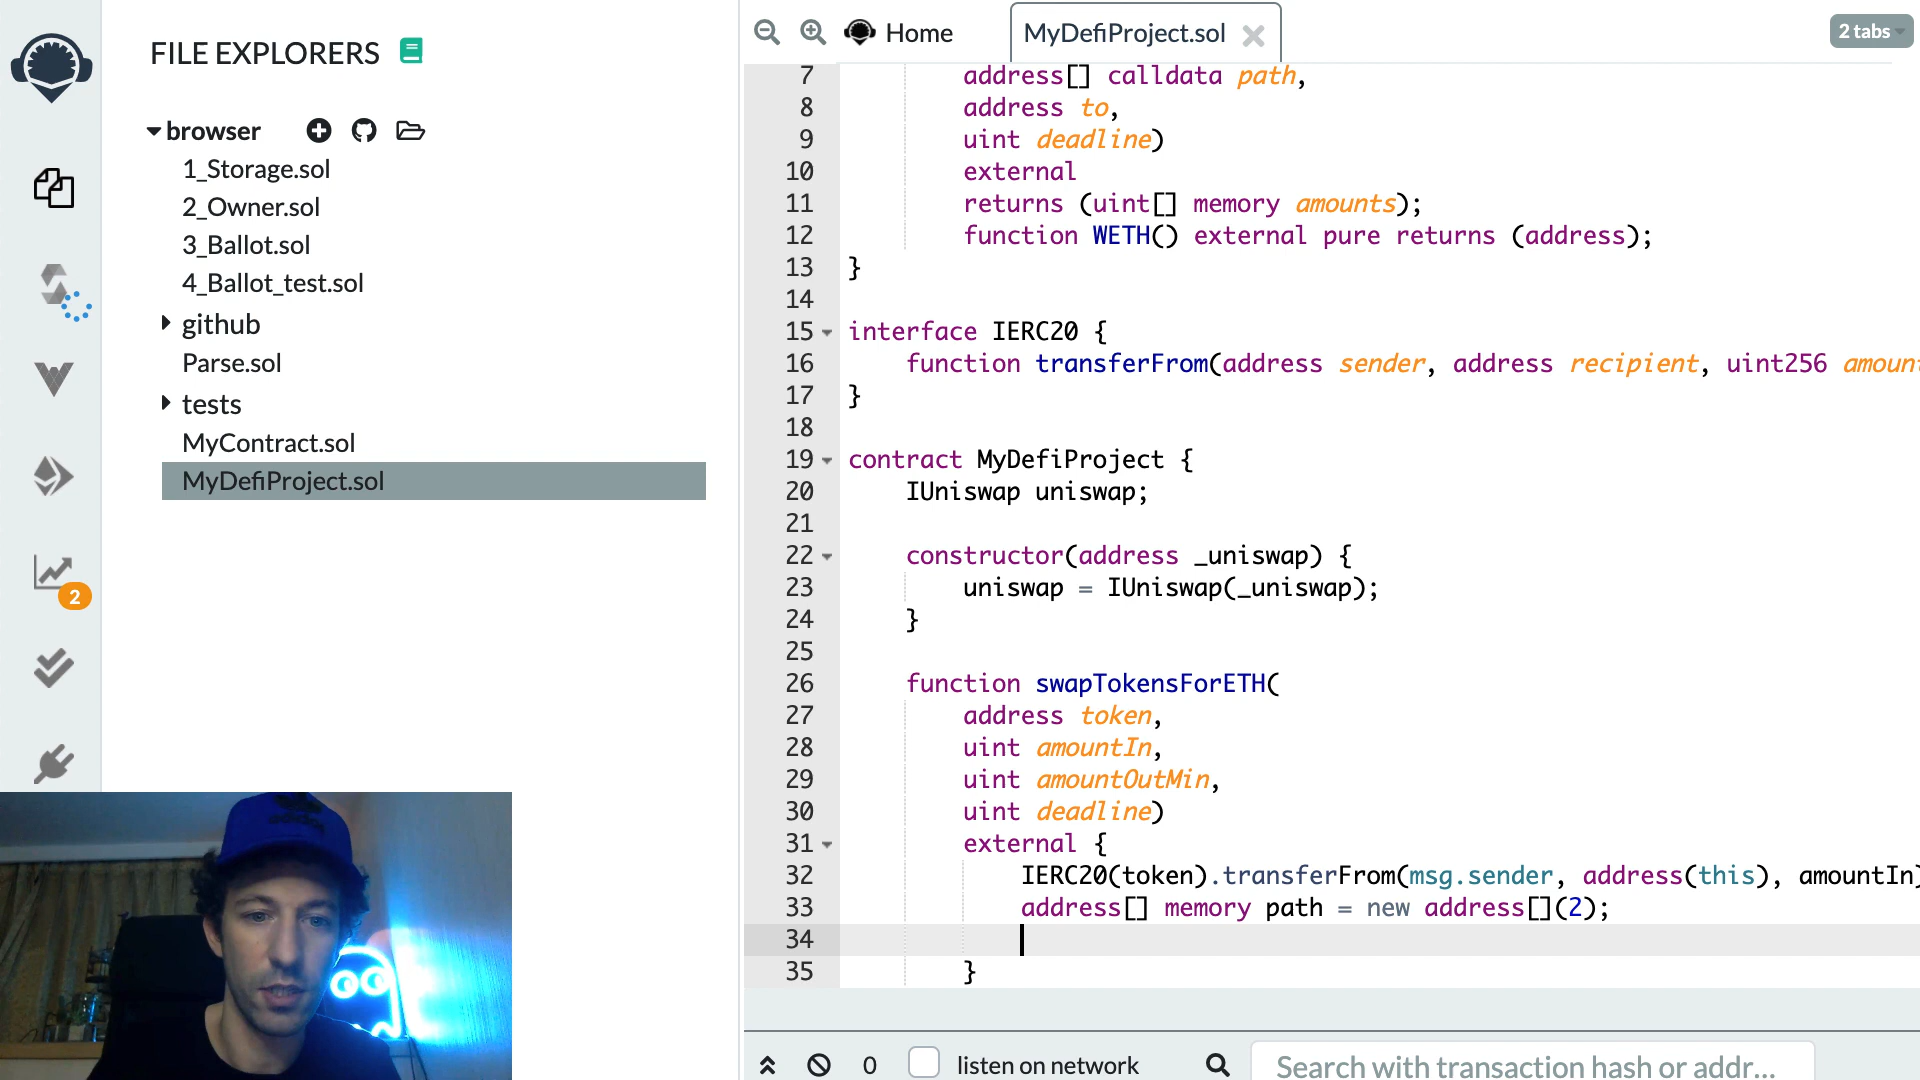 FILE EXPLORERS
browser
1_Storage.sol
2_Owner.sol
3_Ballot.sol
4_Ballot_test.sol
github
Parse.sol
tests
MyContract.sol
MyDefiProject.sol
2
Home
MyDefiProject.sol
2 tabs
7 address[] calldata path,
8 address to,
9 uint deadline)
10 external
11 returns (uint[] memory amounts);
12 function WETH() external pure returns (address);
13 }
14
15 interface IERC20 {
16 function transferFrom(address sender, address recipient, uint256 amoun
17 }
18
19 contract MyDefiProject {
20 IUniswap uniswap;
21
22 constructor(address _uniswap) {
23 uniswap = IUniswap(_uniswap);
24 }
25
26 function swapTokensForETH(
27 address token,
28 uint amountIn,
29 uint amountOutMin,
30 uint deadline)
31 external {
32 IERC20(token).transferFrom(msg.sender, address(this), amountIn)
33 address[] memory path = new address[](2);
34
35 }
0
listen on network
Search with transaction hash or addr...